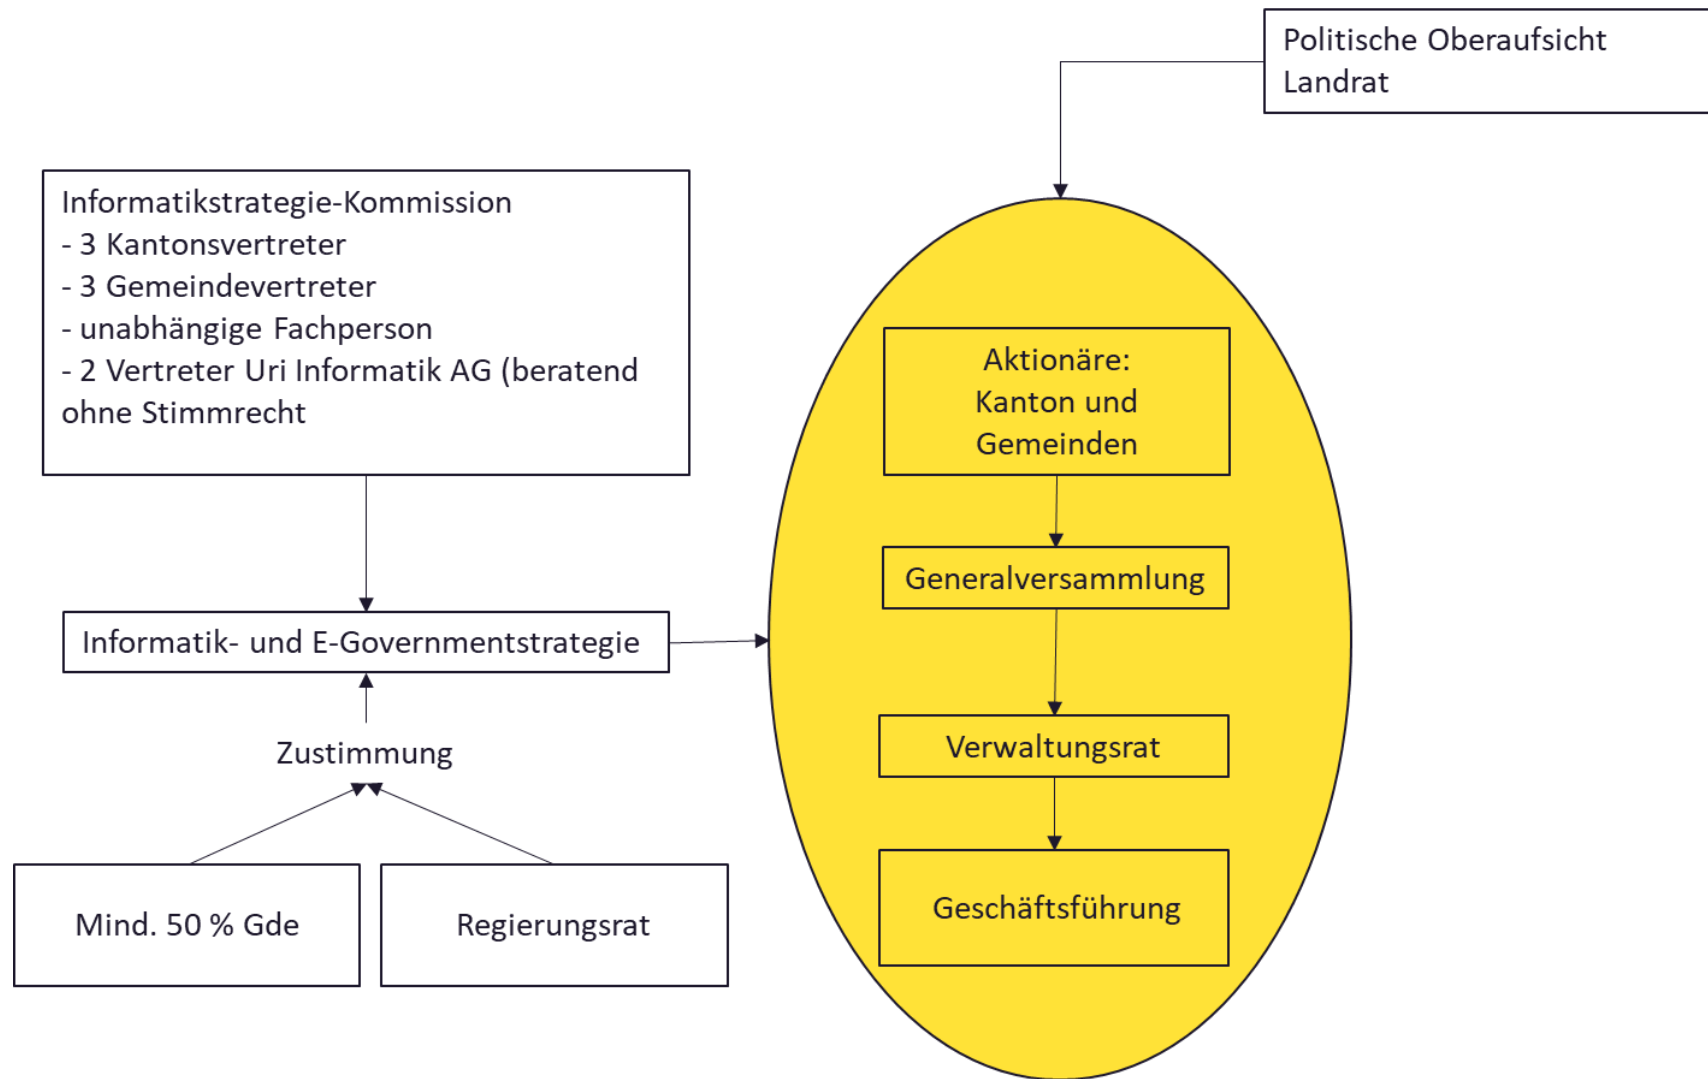 Politische Oberaufsicht
Landrat
Informatikstrategie-Kommission
- 3 Kantonsvertreter
- 3 Gemeindevertreter
- unabhängige Fachperson
- 2 Vertreter Uri Informatik AG (beratend
ohne Stimmrecht
Aktionäre:
Kanton und
Gemeinden
Generalversammlung
Informatik- und E-Governmentstrategie
Verwaltungsrat
Zustimmung
Geschäftsführung
Mind. 50 % Gde
Regierungsrat